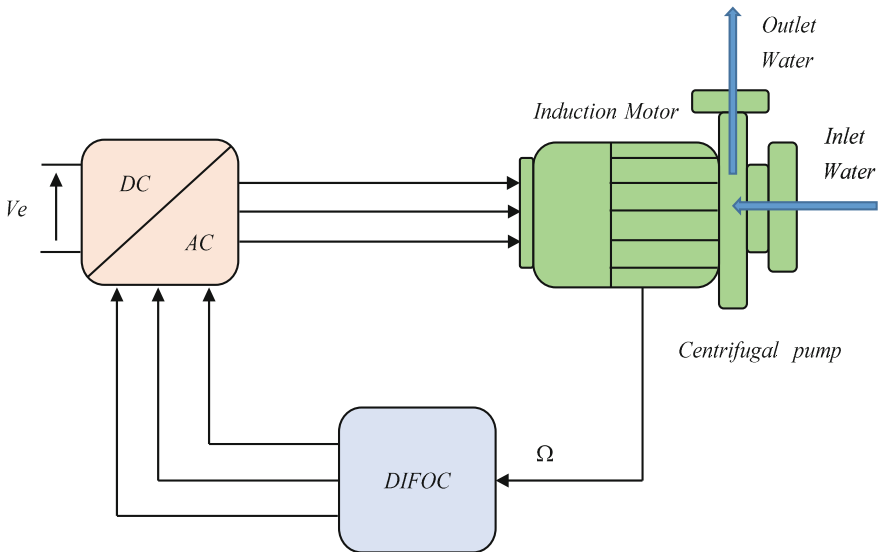 Outlet
Water
Induction Motor
Inlet
Water
DC
Ve
AC
Centrifugal pump
Ω
DIFOC